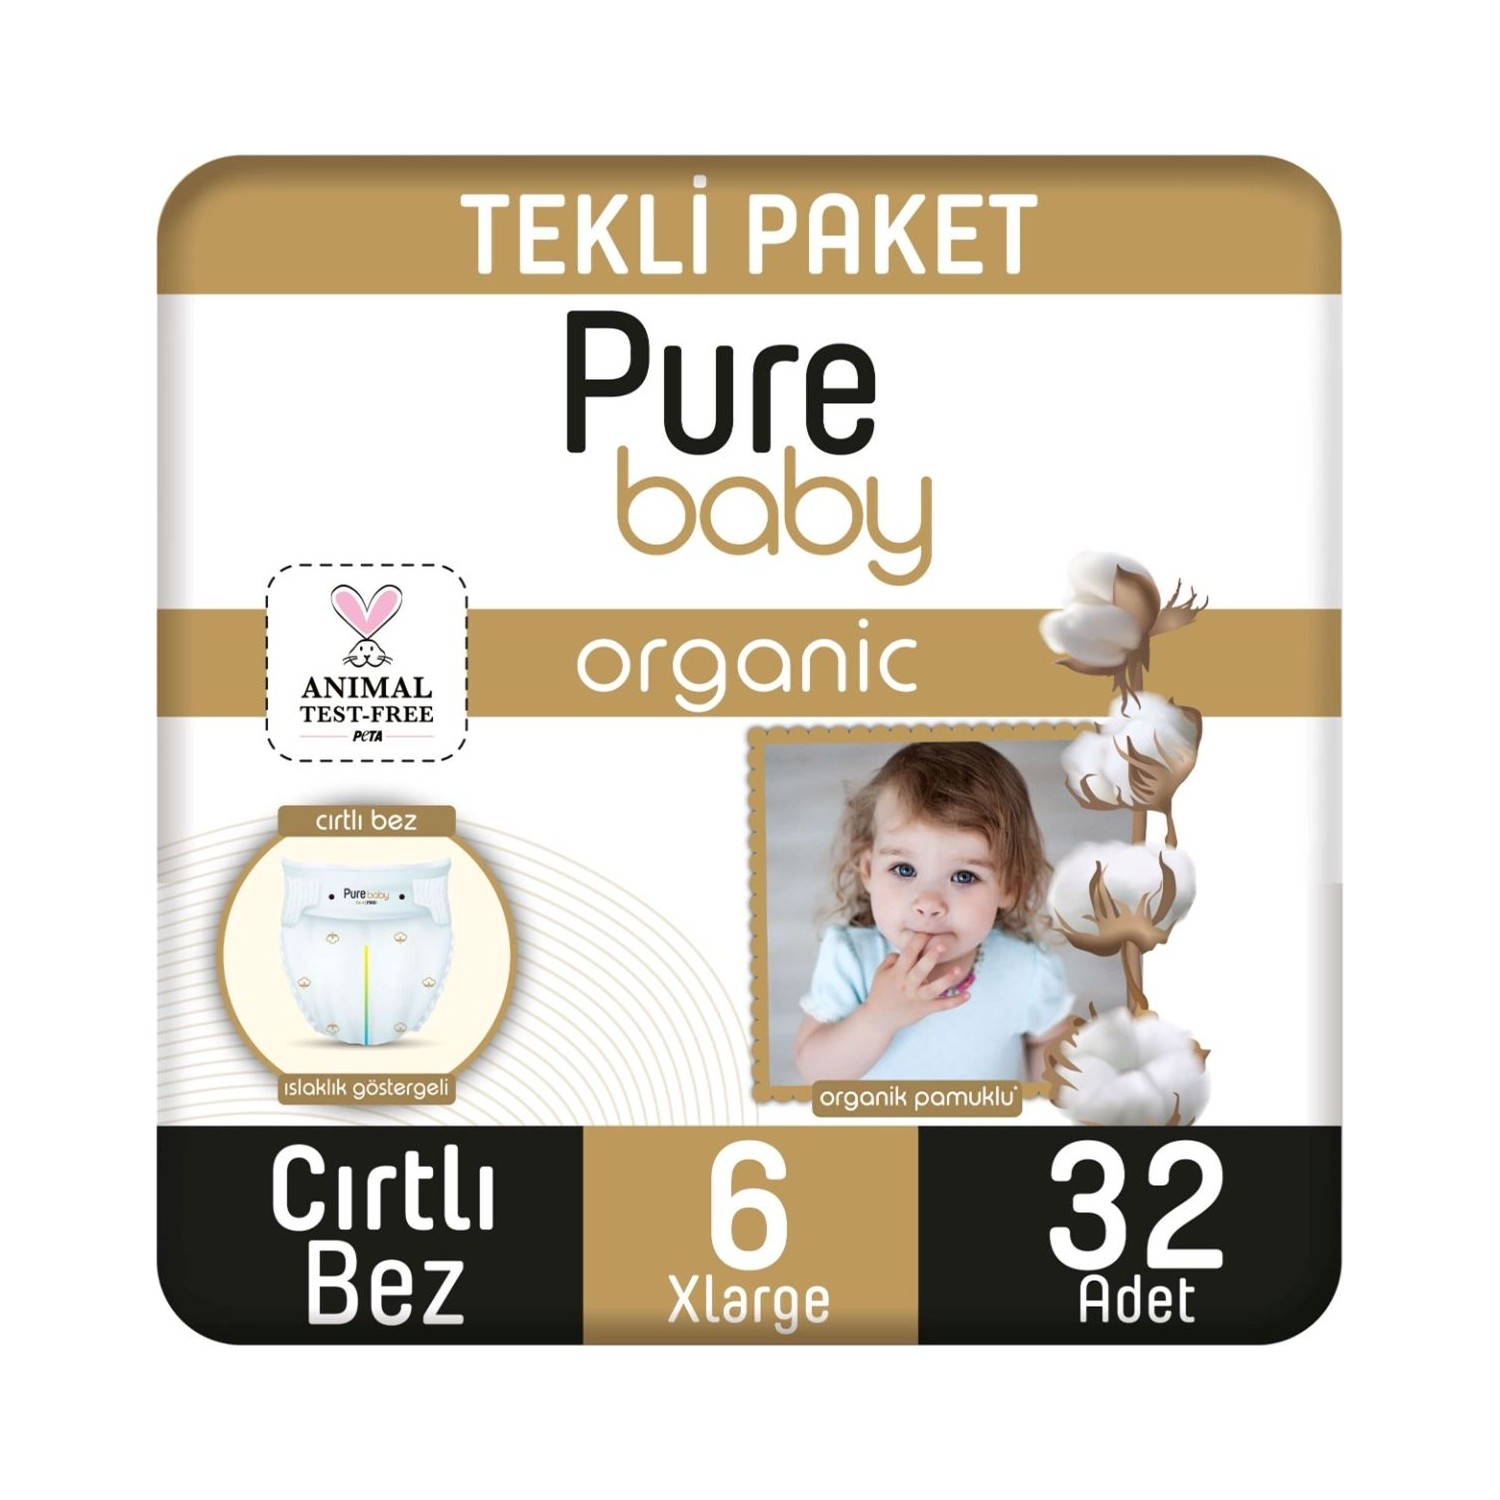 TEKLİ PAKET
Pure
baby
organic
ANIMAL
TEST-FREE
PETA
cırtlı bez
Pure baby
ıslaklık göstergeli
organik pamuklu*
Cırtlı
Bez
6
Xlarge
32
Adet